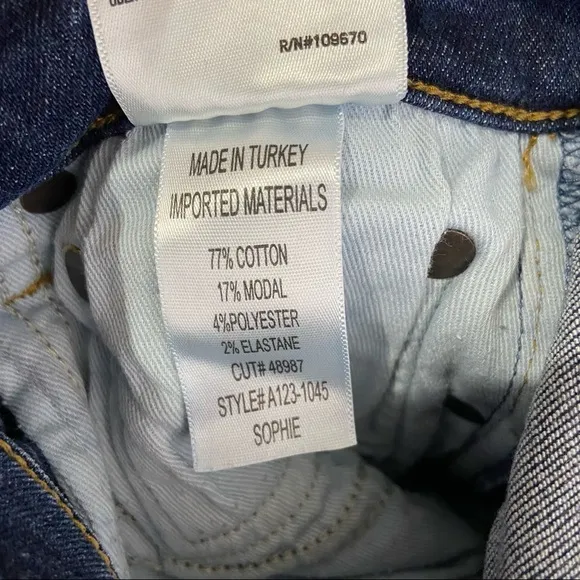 R/N#109670
MADE IN TURKEY
IMPORTED MATERIALS
77% COTTON
17% MODAL
4%POLYESTER
2% ELASTANE
CUT# 48987
STYLE# A123-1045
SOPHIE